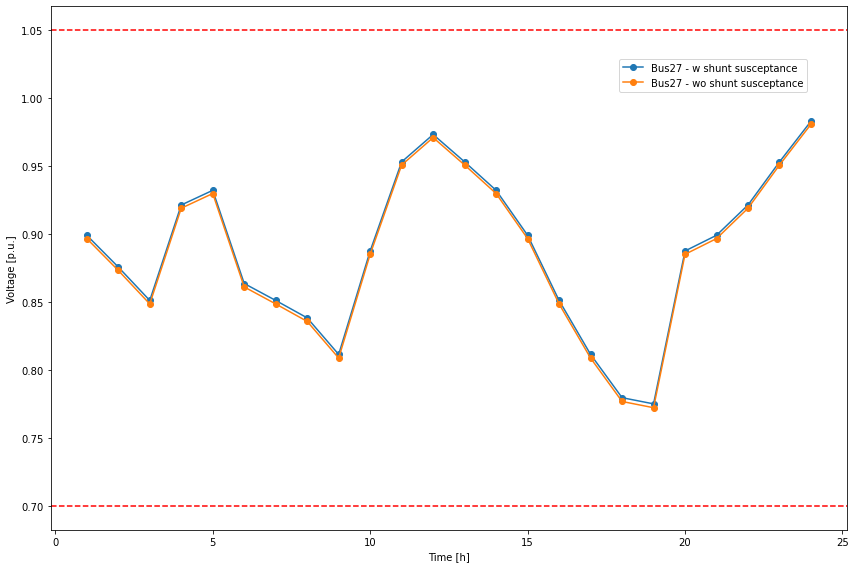 1.05
1.00
0.95
0.90
0.85
0.80
0.75
0.70
Voltage [p.u.]
Bus27 - w shunt susceptance
Bus27 - wo shunt susceptance
0 5 10 15 20 25
Time [h]